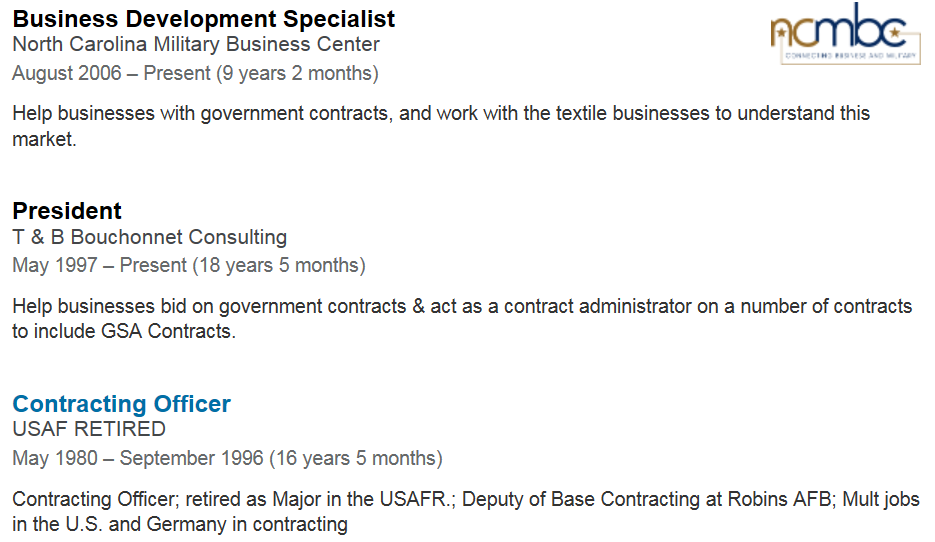 Business Development Specialist
ncmbc
North Carolina Military Business Center
CONNECTING BUSINESS AND MILITARY
August 2006 – Present (9 years 2 months)
Help businesses with government contracts, and work with the textile businesses to understand this
market.
President
T & B Bouchonnet Consulting
May 1997 – Present (18 years 5 months)
Help businesses bid on government contracts & act as a contract administrator on a number of contracts
to include GSA Contracts.
Contracting Officer
USAF RETIRED
May 1980 – September 1996 (16 years 5 months)
Contracting Officer; retired as Major in the USAFR.; Deputy of Base Contracting at Robins AFB; Mult jobs
in the U.S. and Germany in contracting